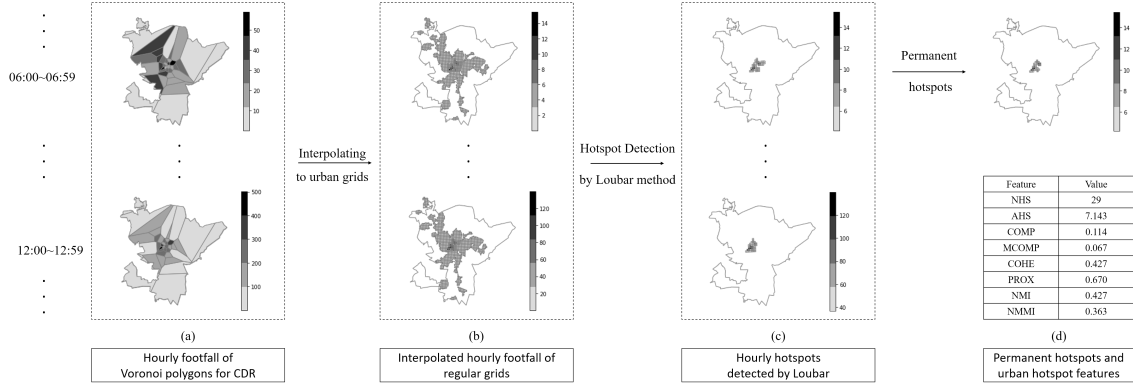 06:00~06:59
50
40
30
20
10
14
12
10
8
6
4
2
14
12
10
8
6
Permanent
hotspots
14
12
10
8
6
Interpolating
to urban grids
Hotspot Detection
by Loubar method
12:00~12:59
500
400
300
200
100
120
100
80
60
40
20
120
100
80
60
40
Feature Value
NHS 29
AHS 7.143
COMP 0.114
MCOMP 0.067
COHE 0.427
PROX 0.670
NMI 0.427
NMMI 0.363
(a)
(b)
(c)
(d)
Hourly footfall of
Voronoi polygons for CDR
Interpolated hourly footfall of
regular grids
Hourly hotspots
detected by Loubar
Permanent hotspots and
urban hotspot features